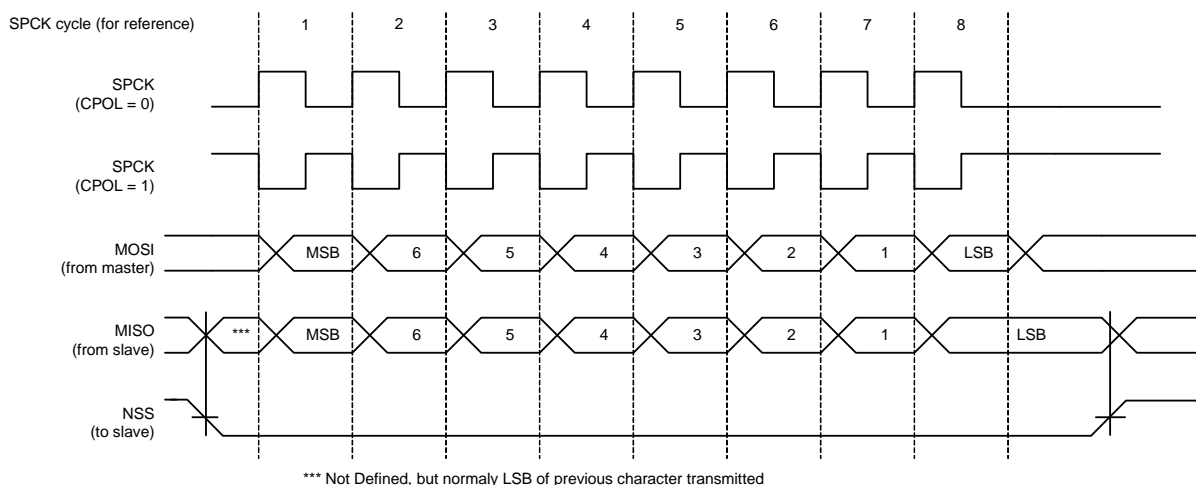 SPCK cycle (for reference) 1 2 3 4 5 6 7 8
SPCK
(CPOL = 0)
SPCK
(CPOL = 1)
MOSI
(from master)
MSB 6 5 4 3 2 1 LSB
MISO
(from slave)
*** MSB 6 5 4 3 2 1 LSB
NSS
(to slave)
*** Not Defined, but normaly LSB of previous character transmitted